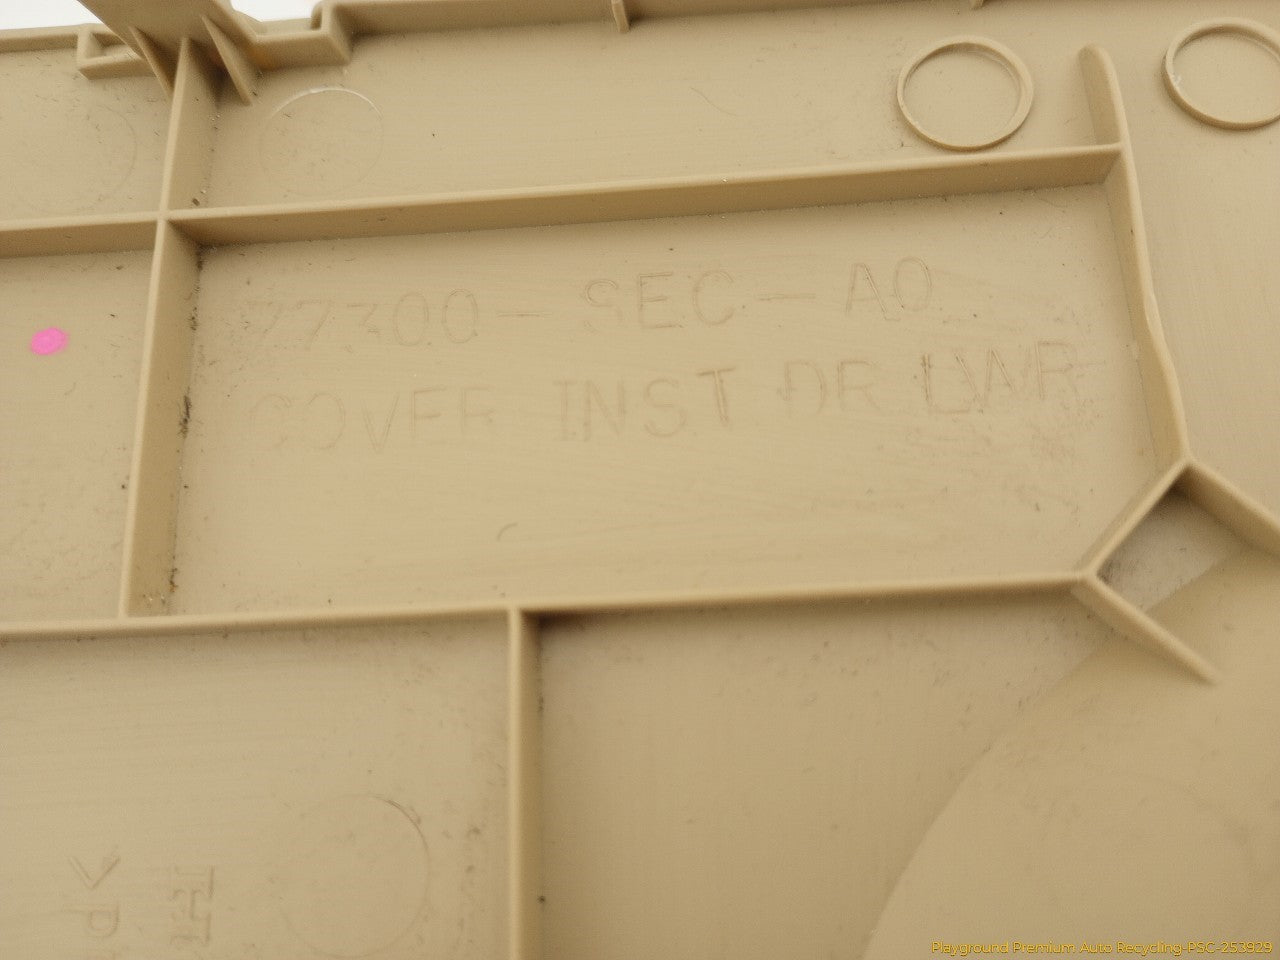 77300-SEC-A0
COVER INST DR LWR
Playground Premium Auto Recycling-PSC-253929